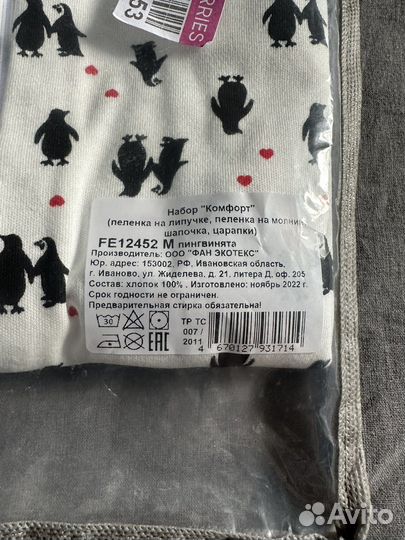 53
RRIES
Набор "Комфорт"
(пеленка на липучке, пеленка на молнии,
шапочка, царапки)
FE12452 M пингвинята
Производитель: ООО "ФАН ЭКОТЕКС"
Юр. адрес: 153002, РФ, Ивановская область,
г. Иваново, ул. Жиделева, д. 21, литера Д, оф. 205
Состав: хлопок 100% . Изготовлено: ноябрь 2022 г.
Срок годности не ограничен.
Предварительная стирка обязательна!
30
ТР ТС
007 /
2011
EAC
4 670127 931714
Avito